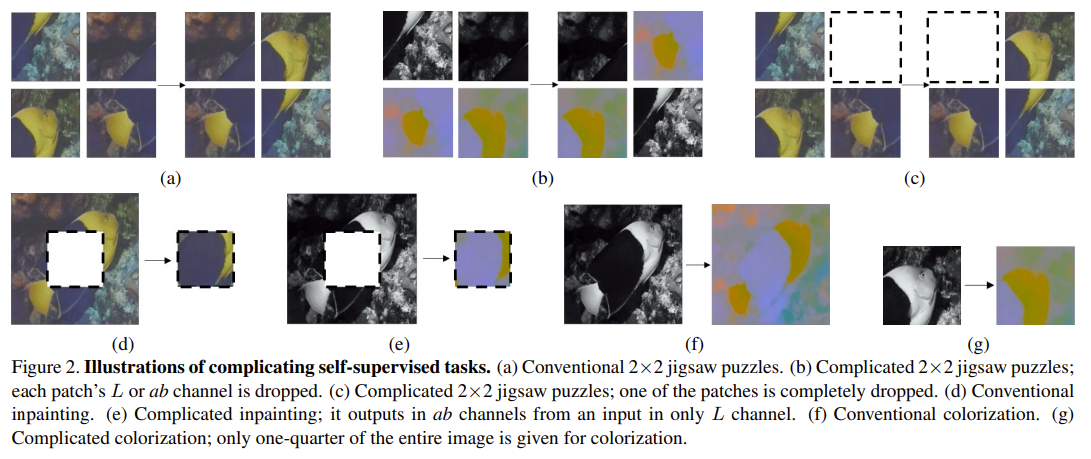 (a)
(b)
(c)
(d)
(e)
(f)
(g)
Figure 2. Illustrations of complicating self-supervised tasks. (a) Conventional 2×2 jigsaw puzzles. (b) Complicated 2×2 jigsaw puzzles;
each patch's L or ab channel is dropped. (c) Complicated 2×2 jigsaw puzzles; one of the patches is completely dropped. (d) Conventional
inpainting. (e) Complicated inpainting; it outputs in ab channels from an input in only L channel. (f) Conventional colorization. (g)
Complicated colorization; only one-quarter of the entire image is given for colorization.